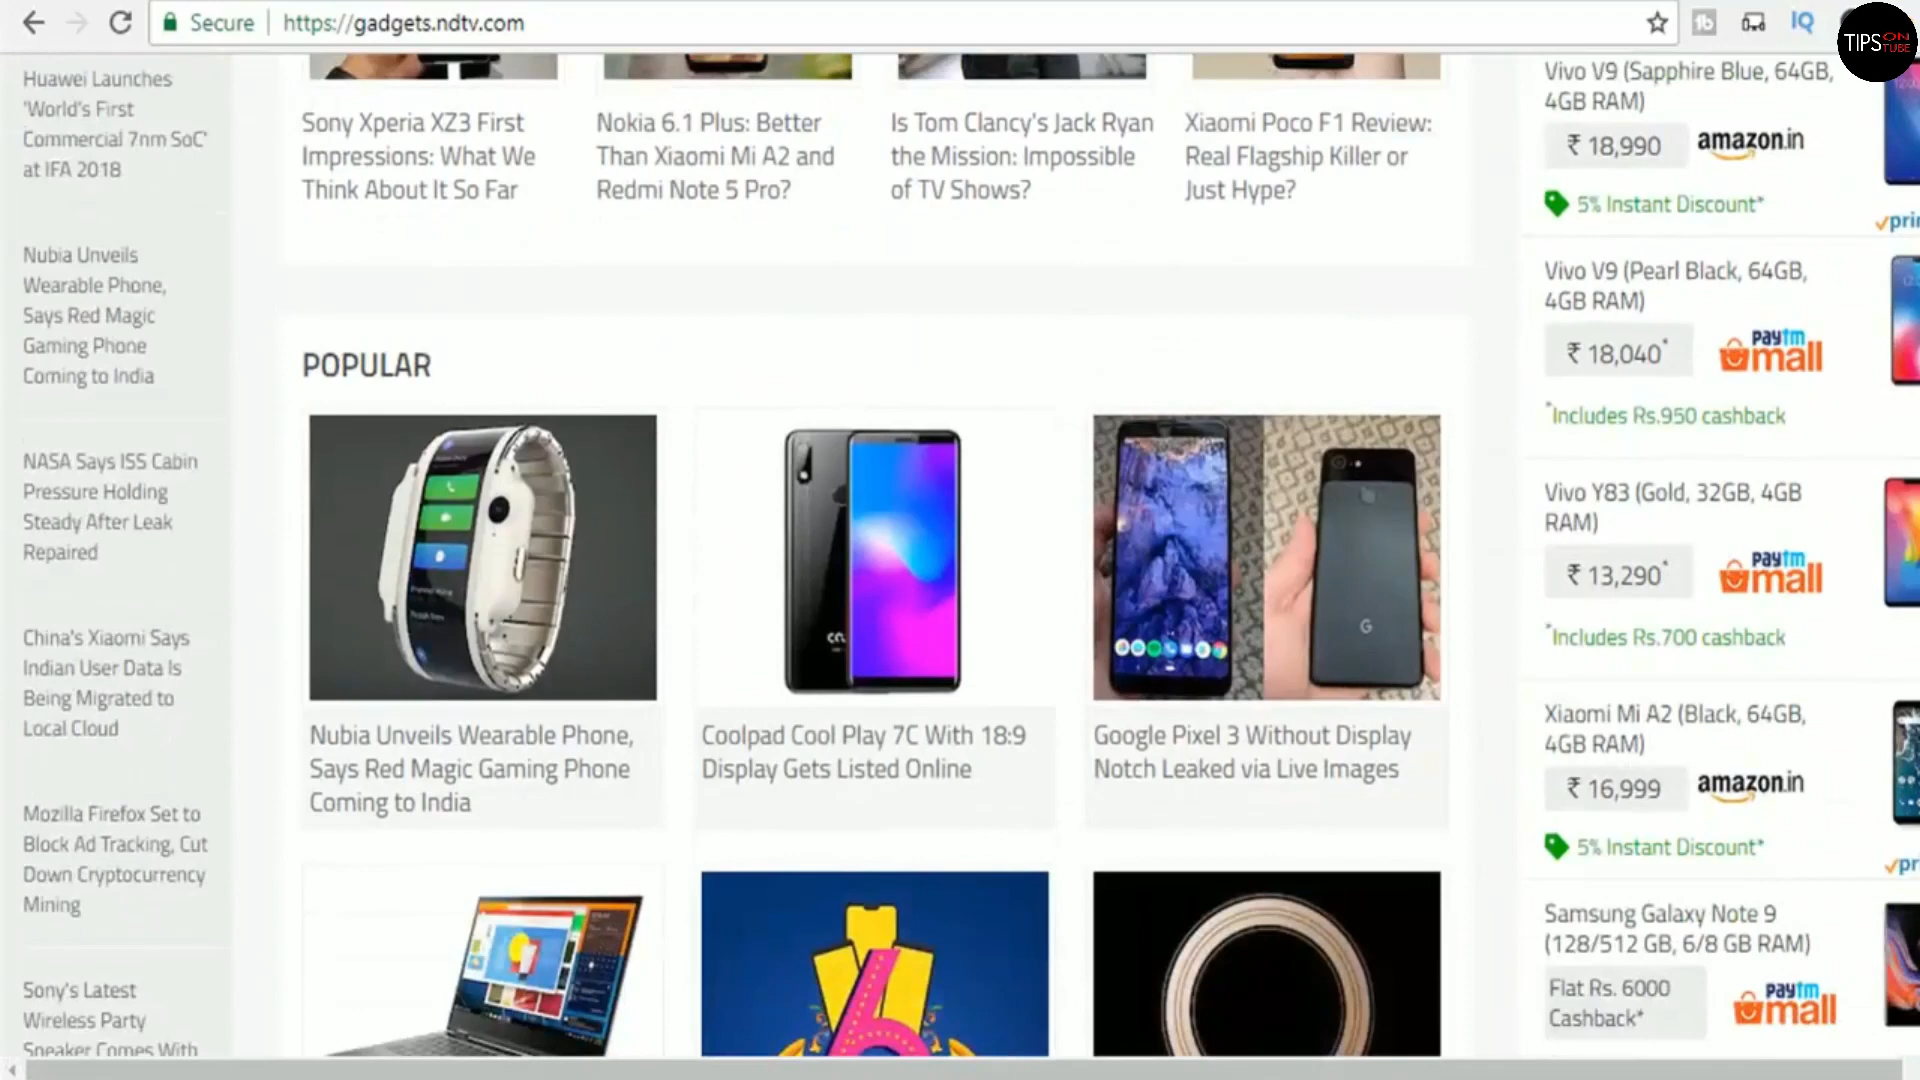 Secure
https://gadgets.ndtv.com
IQ
TIPS ON
TUBE
Huawei Launches
'World's First
Commercial 7nm SoC'
at IFA 2018
Nubia Unveils
Wearable Phone,
Says Red Magic
Gaming Phone
Coming to India
NASA Says ISS Cabin
Pressure Holding
Steady After Leak
Repaired
China's Xiaomi Says
Indian User Data Is
Being Migrated to
Local Cloud
Mozilla Firefox Set to
Block Ad Tracking, Cut
Down Cryptocurrency
Mining
Sony's Latest
Wireless Party
Speaker Comes With
Sony Xperia XZ3 First
Impressions: What We
Think About It So Far
Nokia 6.1 Plus: Better
Than Xiaomi Mi A2 and
Redmi Note 5 Pro?
Is Tom Clancy's Jack Ryan
the Mission: Impossible
of TV Shows?
Xiaomi Poco F1 Review:
Real Flagship Killer or
Just Hype?
POPULAR
G
Nubia Unveils Wearable Phone,
Says Red Magic Gaming Phone
Coming to India
Coolpad Cool Play 7C With 18:9
Display Gets Listed Online
Google Pixel 3 Without Display
Notch Leaked via Live Images
6
Vivo V9 (Sapphire Blue, 64GB,
4GB RAM)
₹ 18,990
amazon.in
5% Instant Discount*
Vivo V9 (Pearl Black, 64GB,
4GB RAM)
₹ 18,040*
paytm
mall
*Includes Rs.950 cashback
Vivo Y83 (Gold, 32GB, 4GB
RAM)
₹ 13,290*
paytm
mall
*Includes Rs.700 cashback
Xiaomi Mi A2 (Black, 64GB,
4GB RAM)
₹ 16,999
amazon.in
5% Instant Discount*
Samsung Galaxy Note 9
(128/512 GB, 6/8 GB RAM)
Flat Rs. 6000
Cashback*
paytm
mall